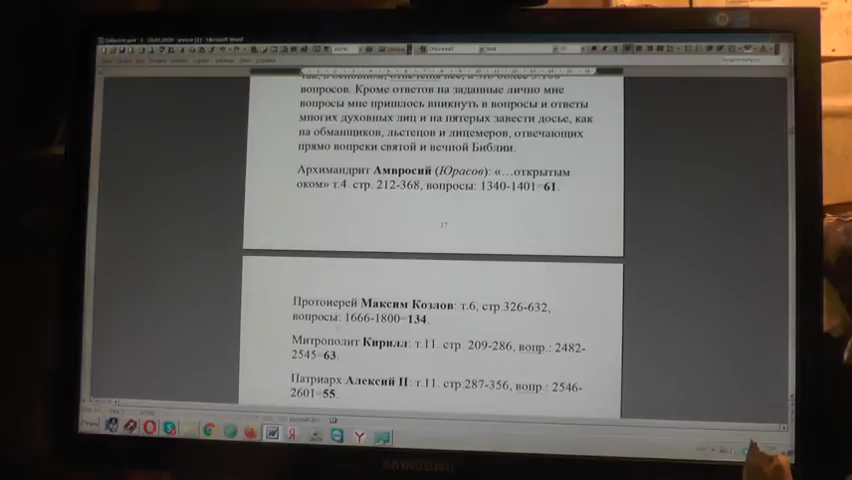 вопросов. Кроме ответов на заданные лично мне
вопросы мне пришлось вникнуть в вопросы и ответы
многих духовных лиц и на пятерых завести досье, как
на обманщиков, льстецов и лицемеров, отвечающих
прямо вопреки святой и вечной Библии.
Архимандрит Амвросий (Юрасов): «…открытым
оком» т.4. стр. 212-368, вопросы: 1340-1401=61.
17
Протоиерей Максим Козлов: т.6, стр.326-632,
вопросы: 1666-1800=134.
Митрополит Кирилл: т.11. стр. 209-286, вопр.: 2482-
2545=63.
Патриарх Алексий II: т.11. стр.287-356, вопр.: 2546-
2601=55.
SAMSUNG